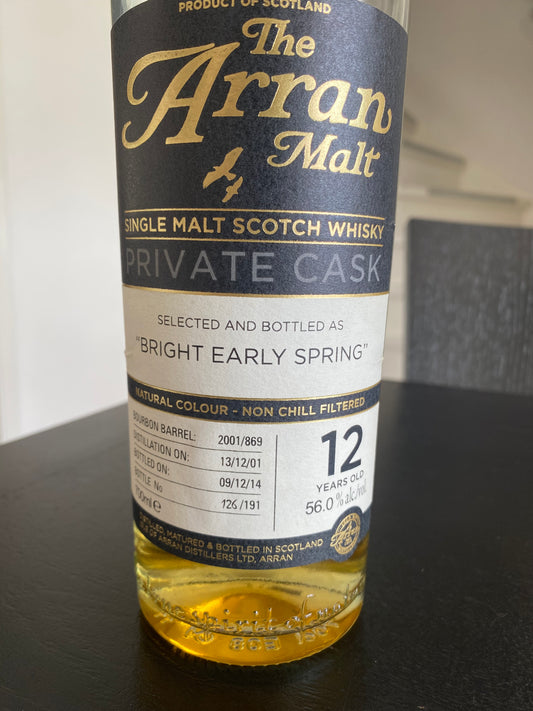 PRODUCT OF SCOTLAND
The
Arran
Malt
SINGLE MALT SCOTCH WHISKY
PRIVATE CASK
SELECTED AND BOTTLED AS
"BRIGHT EARLY SPRING"
NATURAL COLOUR - NON CHILL FILTERED
BOURBON BARREL: 2001/869
DISTILLATION ON: 13/12/01
BOTTLED ON: 09/12/14
BOTTLE No 126/191
700ml e
12
YEARS OLD
56.0% alc/vol
DISTILLED, MATURED & BOTTLED IN SCOTLAND
ISLE OF ARRAN DISTILLERS LTD, ARRAN